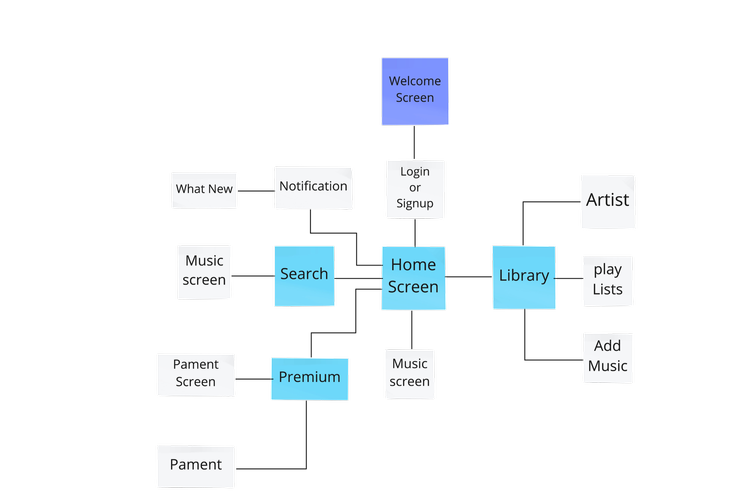 Welcome
Screen
Login
or
Signup
What New
Notification
Artist
Music
screen
Search
Home
Screen
Library
play
Lists
Pament
Screen
Premium
Music
screen
Add
Music
Pament